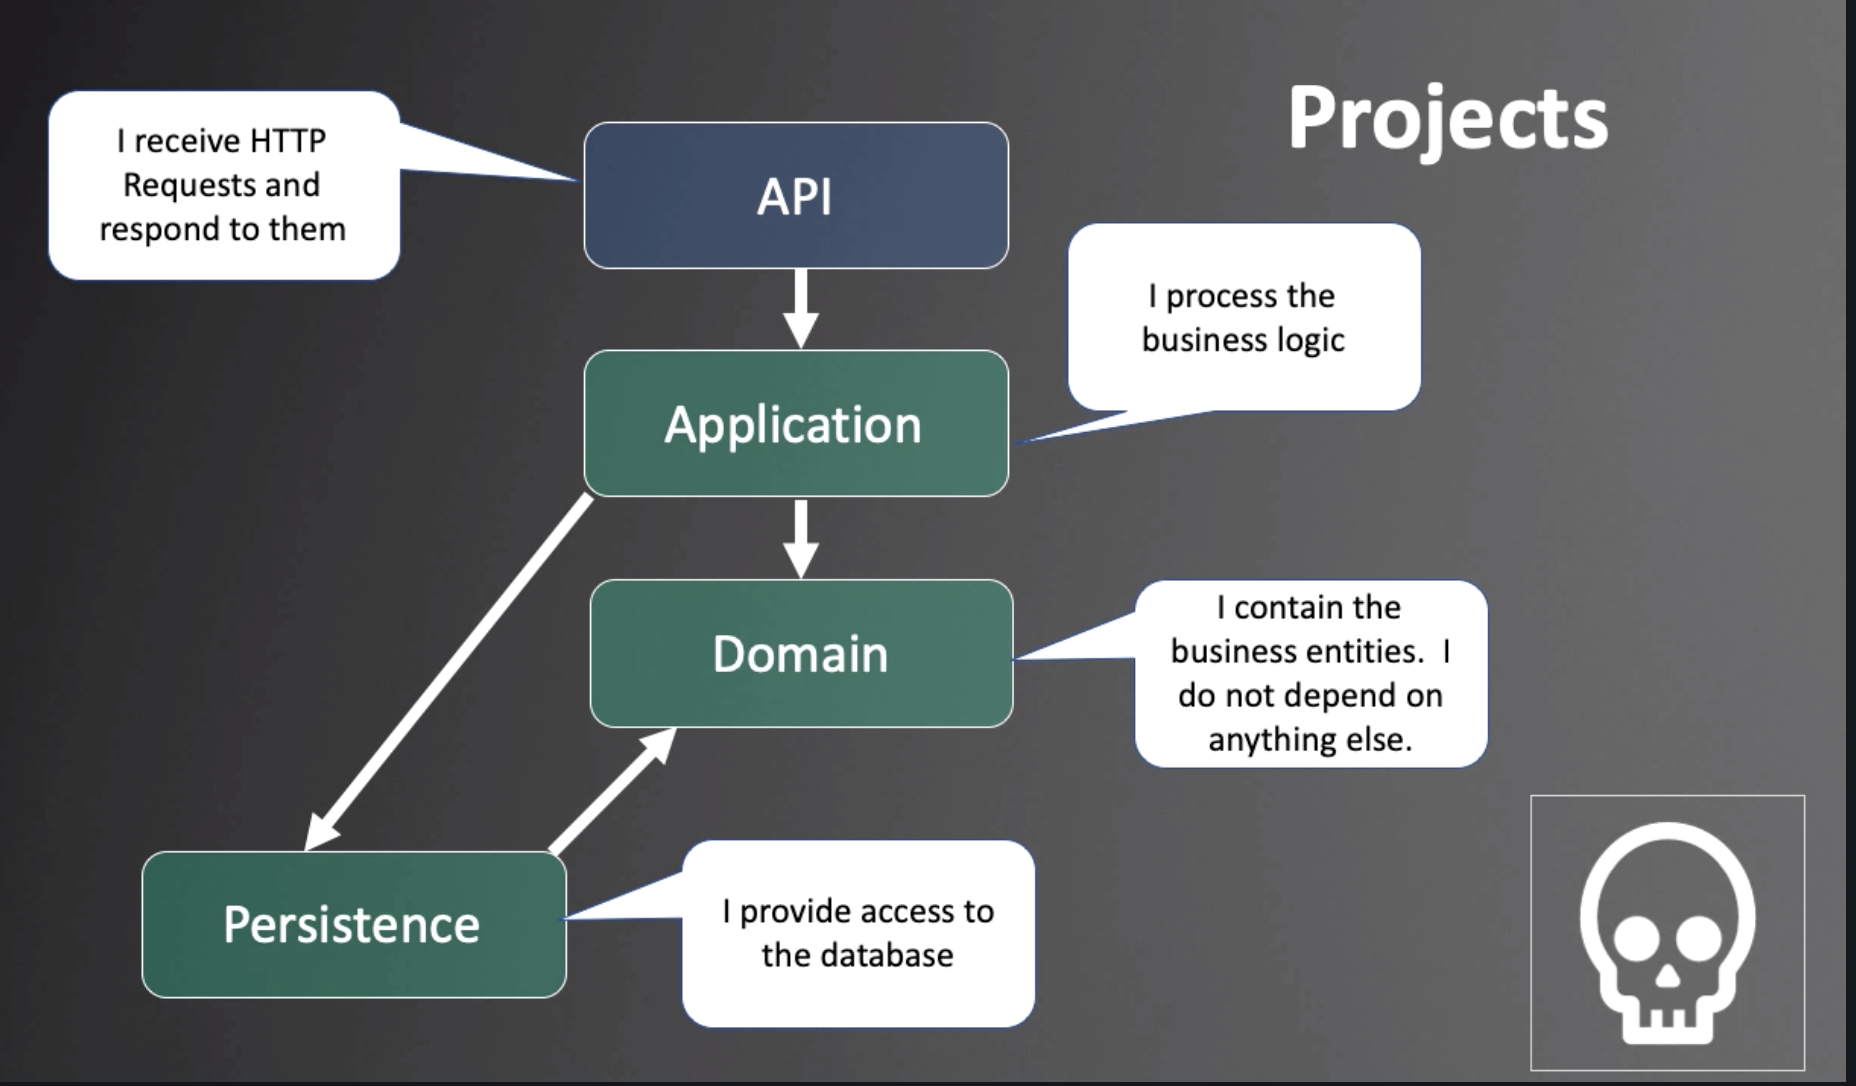 Projects
I receive HTTP
Requests and
respond to them
API
I process the
business logic
Application
I contain the
business entities.  I
do not depend on
anything else.
Domain
Persistence
I provide access to
the database